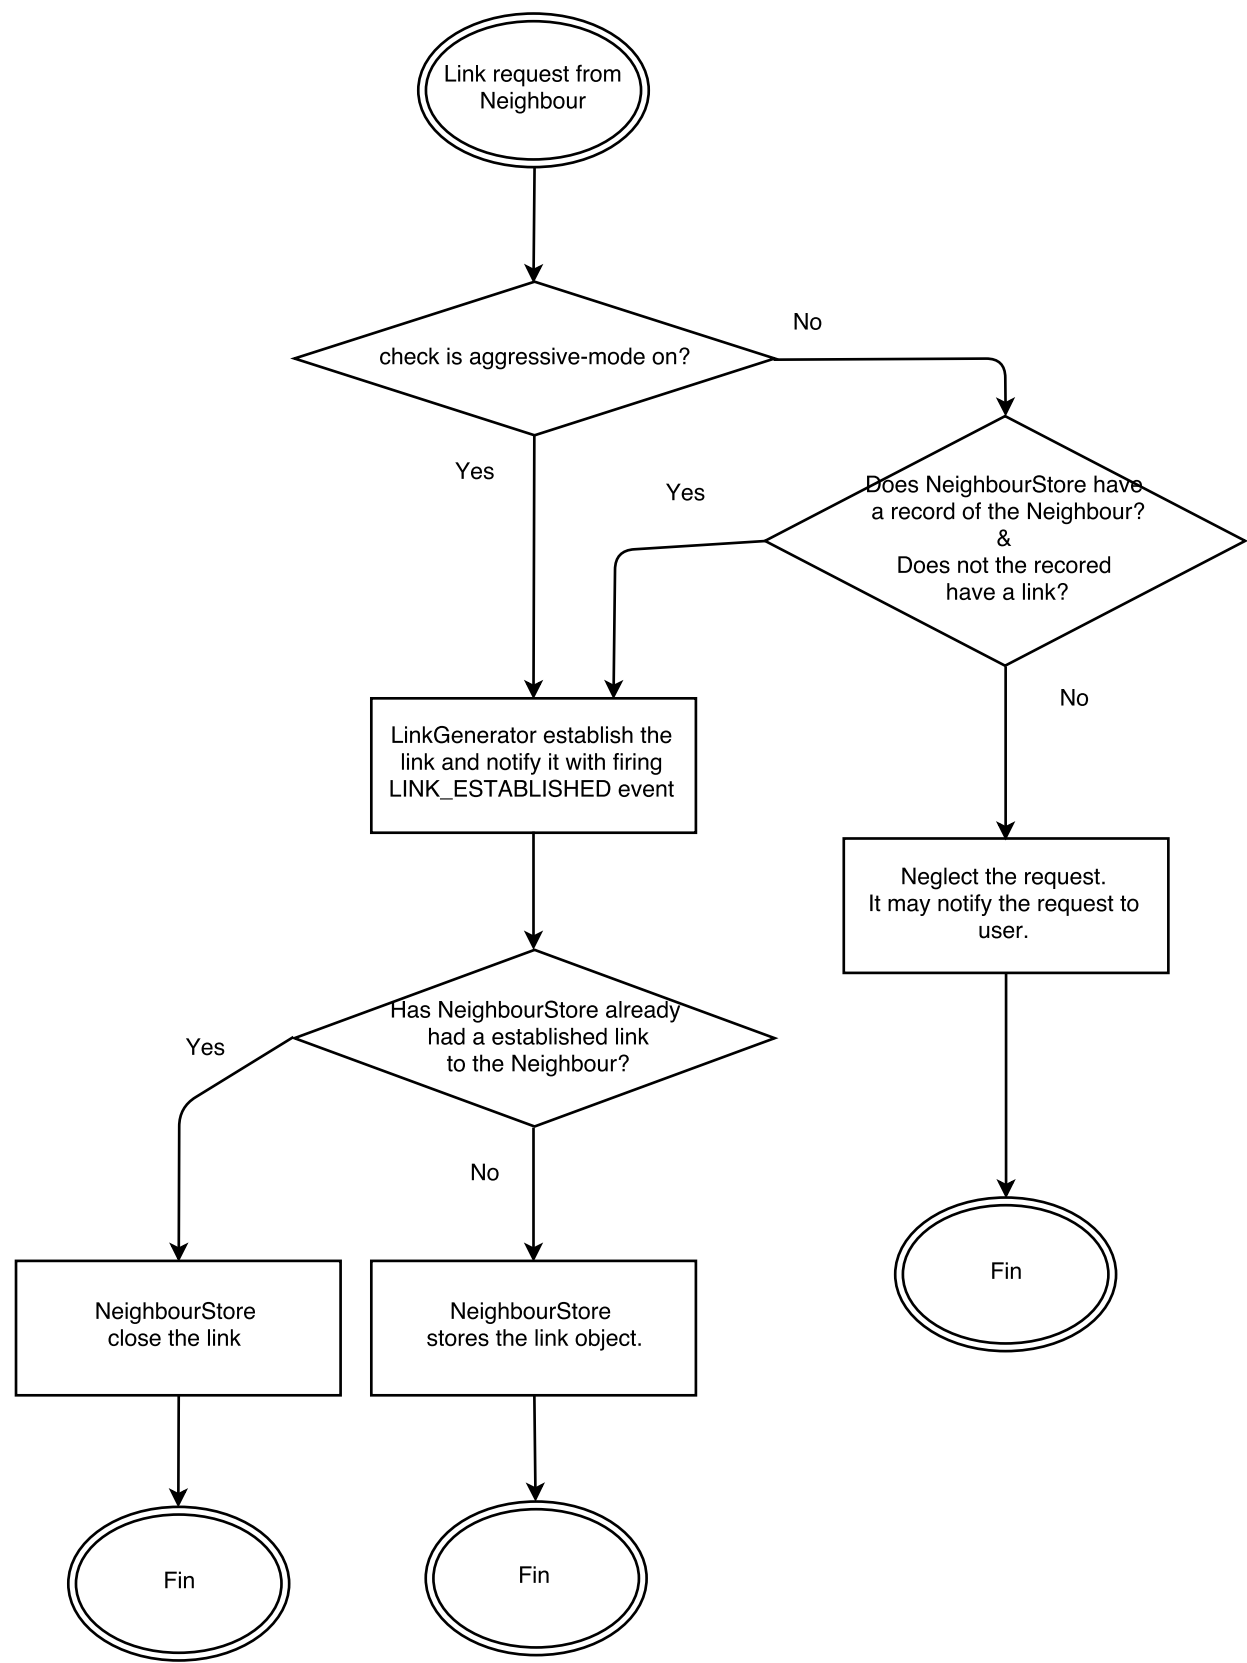 Link request from
Neighbour
No
check is aggressive-mode on?
Yes
Yes
Does NeighbourStore have
a record of the Neighbour?
&
Does not the recored
have a link?
No
LinkGenerator establish the
link and notify it with firing
LINK_ESTABLISHED event
Neglect the request.
It may notify the request to
user.
Has NeighbourStore already
had a established link
to the Neighbour?
Yes
No
NeighbourStore
close the link
NeighbourStore
stores the link object.
Fin
Fin
Fin